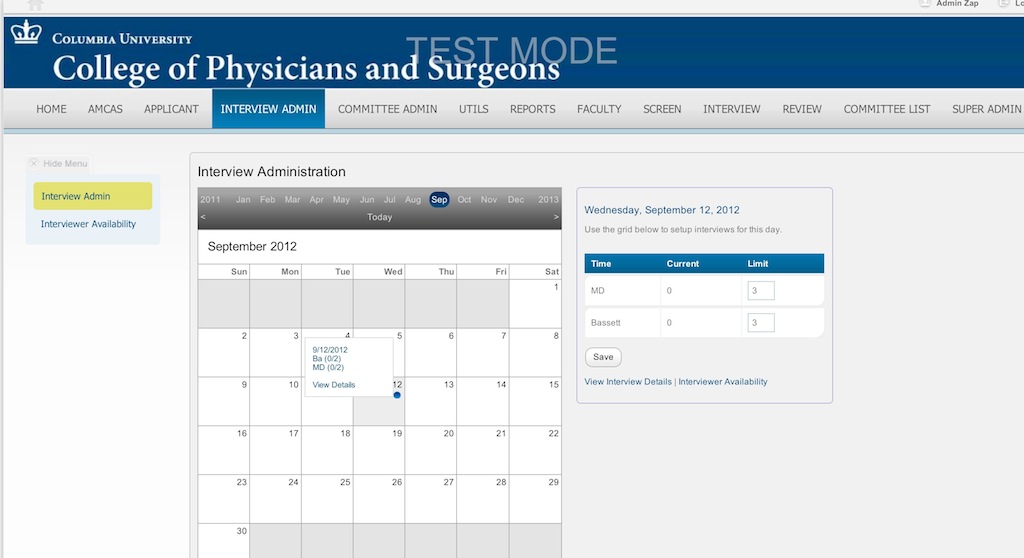 Admin Zap
COLUMBIA UNIVERSITY
College of Physicians and Surgeons
TEST MODE
HOME AMCAS APPLICANT INTERVIEW ADMIN COMMITTEE ADMIN UTILS REPORTS FACULTY SCREEN INTERVIEW REVIEW COMMITTEE LIST SUPER ADMIN
Hide Menu
Interview Admin
Interviewer Availability
Interview Administration
2011 Jan Feb Mar Apr May Jun Jul Aug Sep Oct Nov Dec 2013
< Today >
September 2012
Sun Mon Tue Wed Thu Fri Sat
1
2 3 4 5 6 7 8
9/12/2012
Ba (0/2)
MD (0/2)
View Details
9 10 12 13 14 15
16 17 18 19 20 21 22
23 24 25 26 27 28 29
30
Wednesday, September 12, 2012
Use the grid below to setup interviews for this day.
Time Current Limit
MD 0 3
Bassett 0 3
Save
View Interview Details | Interviewer Availability